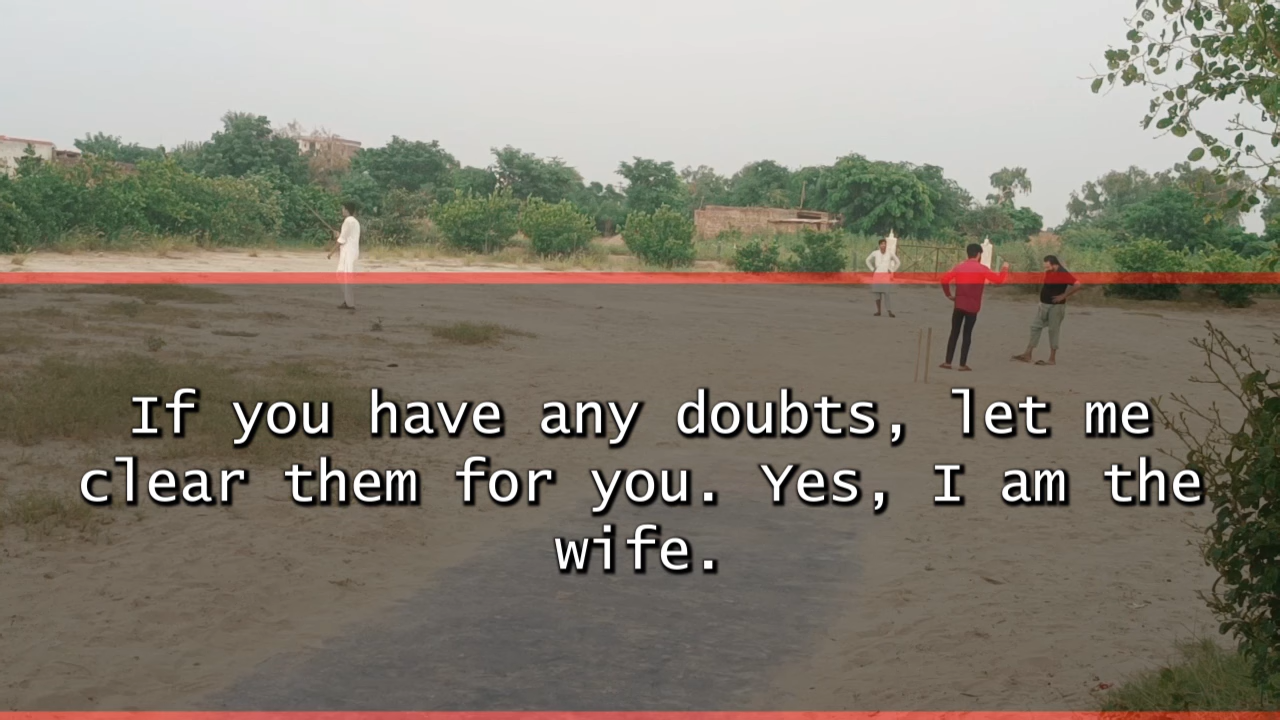 If you have any doubts, let me
clear them for you. Yes, I am the
wife.